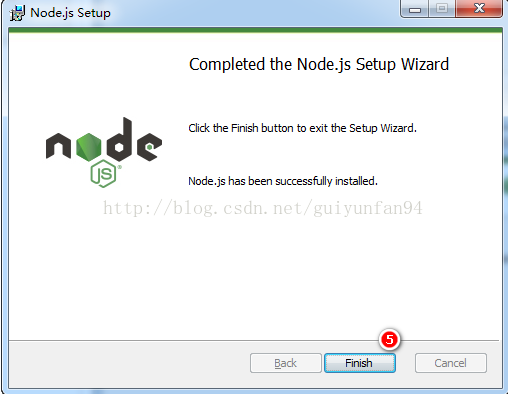 Node.js Setup
Completed the Node.js Setup Wizard
Click the Finish button to exit the Setup Wizard.
node
JS
Node.js has been successfully installed.
http://blog.csdn.net/guiyunfan94
5
Back
Finish
Cancel